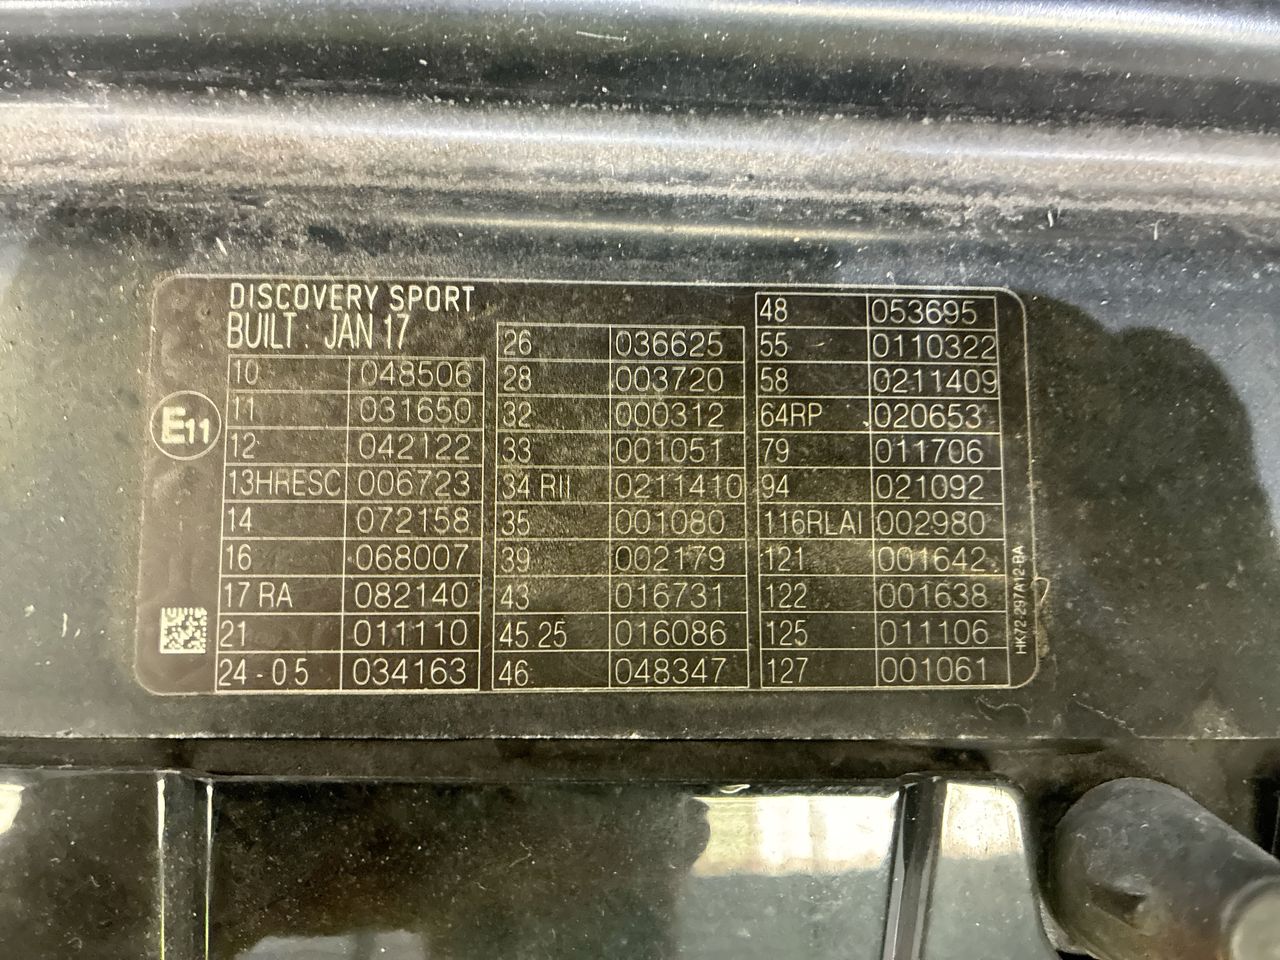 DISCOVERY SPORT
BUILT : JAN 17
E11
10 048506
11 031650
12 042122
13HRESC 006723
14 072158
16 068007
17 RA 082140
21 011110
24 - 05 034163
26 036625
28 003720
32 000312
33 001051
34 RII 0211410
35 001080
39 002179
43 016731
45 25 016086
46 048347
48 053695
55 0110322
58 0211409
64RP 020653
79 011706
94 021092
116RLAI 002980
121 001642
122 001638
125 011106
127 001061
HK72-297A12-BA